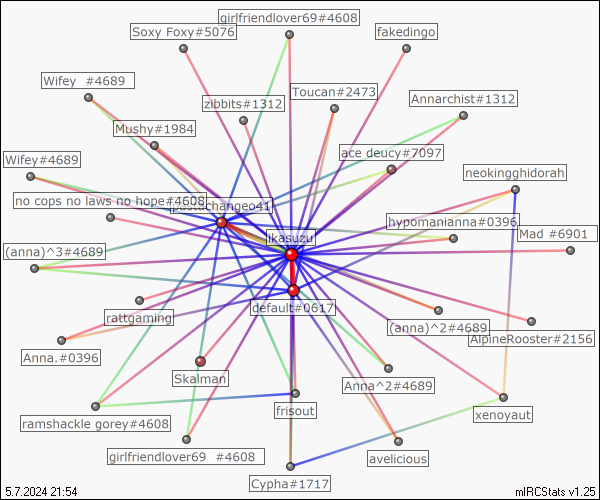 girlfriendlover69#4608
Soxy Foxy#5076
fakedingo
Wifey #4689
Toucan#2473
Annarchist#1312
zibbits#1312
Mushy#1984
ace deucy#7097
Wifey#4689
neokingghidorah
no cops no laws no hope#4608
hypomanianna#0396
Mad #6901
ikasuzu
(anna)^3#4689
default#0617
rattgaming
(anna)^2#4689
AlpineRooster#2156
Anna.#0396
Skalman
Anna^2#4689
frisout
xenoyaut
ramshackle gorey#4608
girlfriendlover69 #4608
avelicious
Cypha#1717
5.7.2024 21:54
mIRCStats v1.25